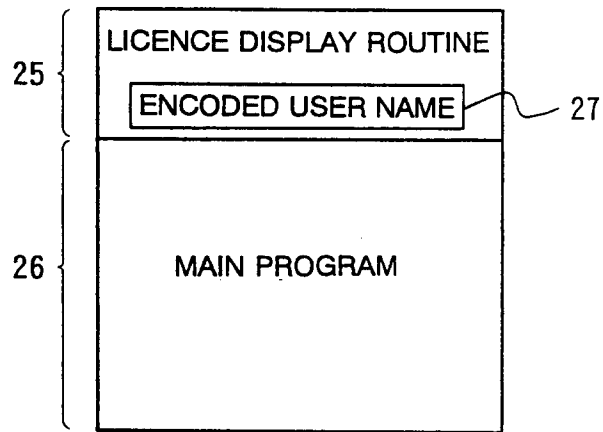 LICENCE DISPLAY ROUTINE
25
ENCODED USER NAME
27
26
MAIN PROGRAM